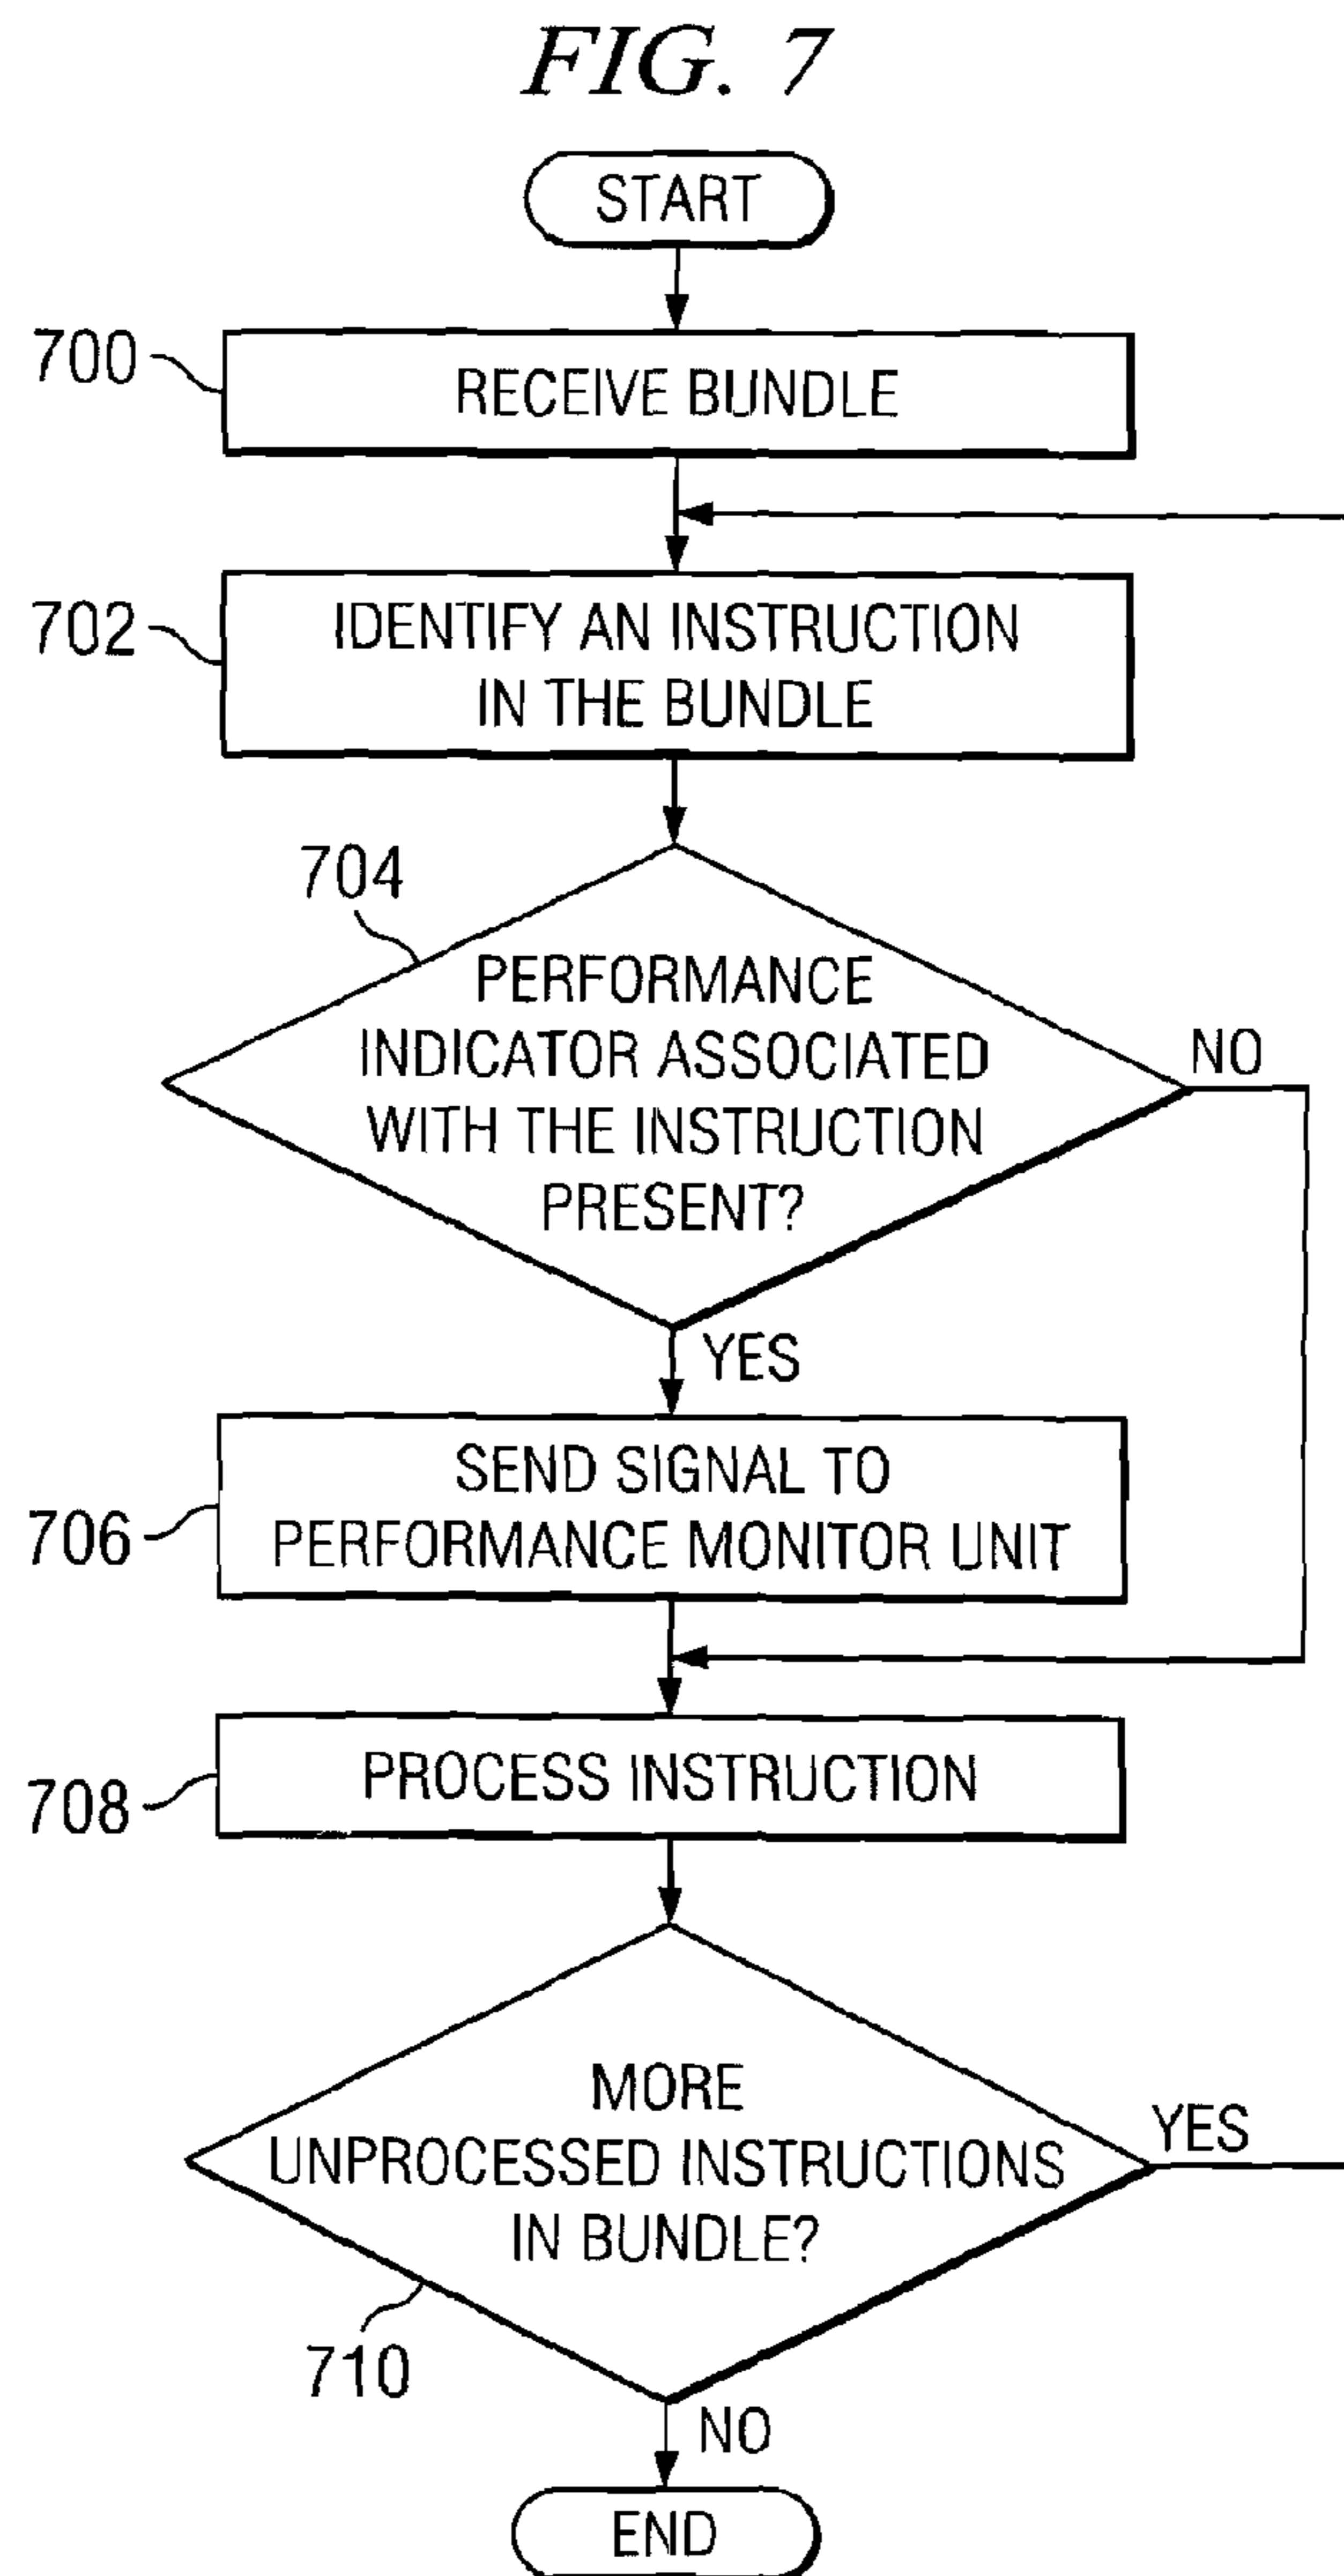 FIG. 7
START
700
RECEIVE BUNDLE
702
IDENTIFY AN INSTRUCTION
IN THE BUNDLE
704
PERFORMANCE
INDICATOR ASSOCIATED
WITH THE INSTRUCTION
PRESENT?
NO
YES
706
SEND SIGNAL TO
PERFORMANCE MONITOR UNIT
708
PROCESS INSTRUCTION
MORE
UNPROCESSED INSTRUCTIONS
IN BUNDLE?
YES
710
NO
END